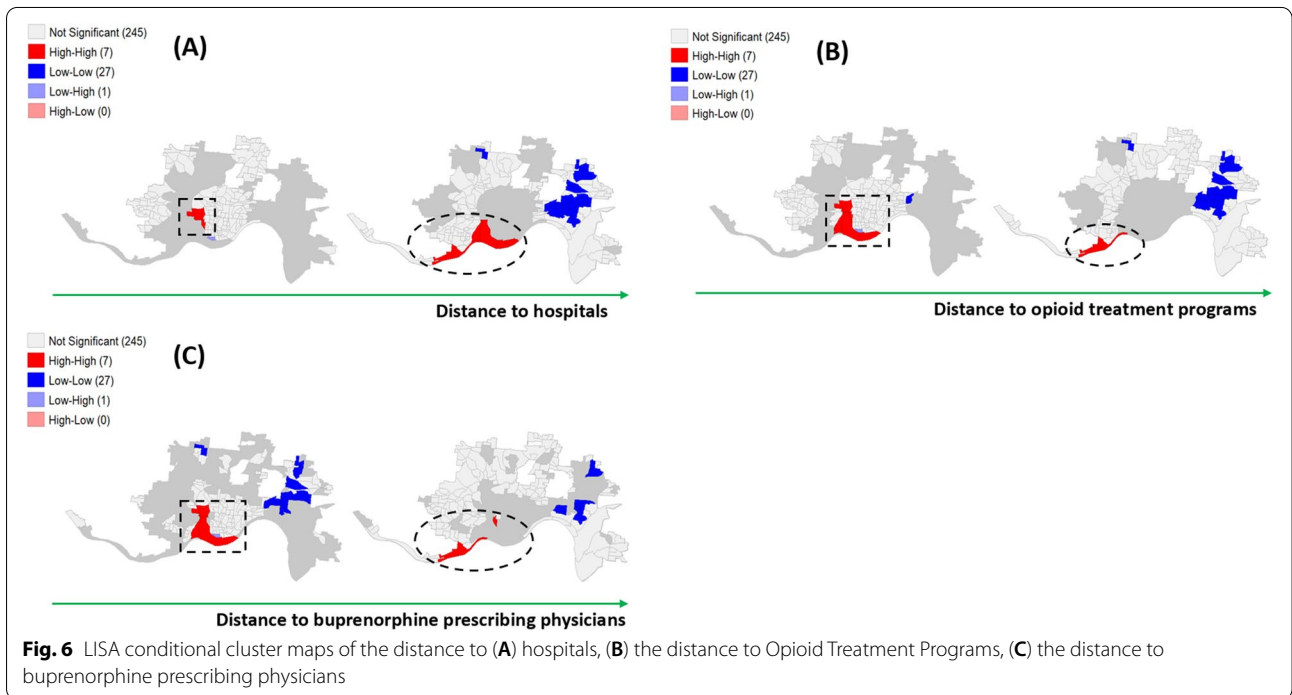 Not Significant (245)
High-High (7)
Low-Low (27)
Low-High (1)
High-Low (0)
(A)
Distance to hospitals
Not Significant (245)
High-High (7)
Low-Low (27)
Low-High (1)
High-Low (0)
(B)
Distance to opioid treatment programs
Not Significant (245)
High-High (7)
Low-Low (27)
Low-High (1)
High-Low (0)
(C)
Distance to buprenorphine prescribing physicians
Fig. 6 LISA conditional cluster maps of the distance to (A) hospitals, (B) the distance to Opioid Treatment Programs, (C) the distance to
buprenorphine prescribing physicians